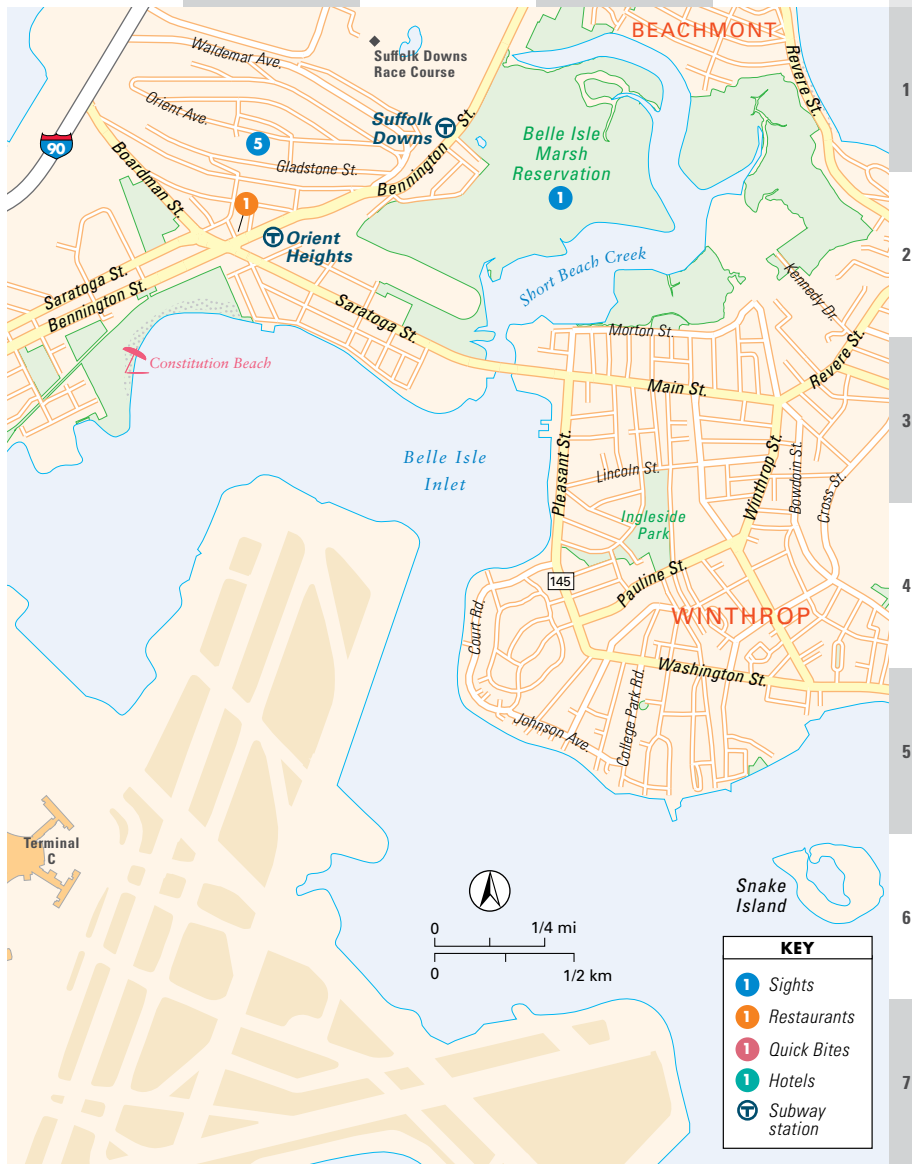 BEACHMONT
Waldemar Ave.
Suffolk Downs
Race Course
Revere St.
1
Orient Ave.
Suffolk
Downs
Bennington St.
Belle Isle
Marsh
Reservation
90
5
Gladstone St.
Boardman St.
1
1
Orient
Heights
2
Short Beach Creek
Kennedy Dr.
Saratoga St.
Bennington St.
Saratoga St.
Morton St.
Constitution Beach
Main St.
Revere St.
3
Belle Isle
Inlet
Pleasant St.
Lincoln St.
Winthrop St.
Bowdoin St.
Cross St.
Ingleside
Park
145
Pauline St.
4
Court Rd.
WINTHROP
Washington St.
College Park Rd.
Johnson Ave.
5
Terminal
C
Snake
Island
6
0 1/4 mi
0 1/2 km
KEY
1 Sights
1 Restaurants
1 Quick Bites
1 Hotels
T Subway
station
7